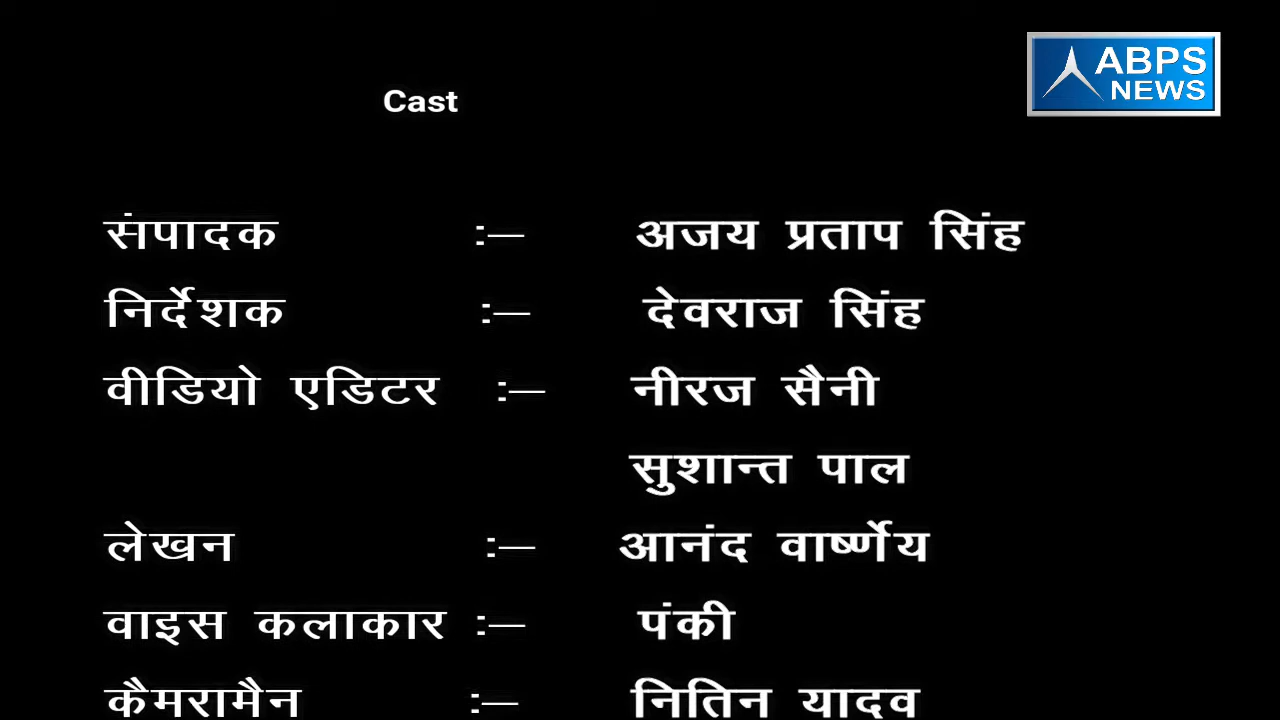 ABPS
NEWS
Cast
संपादक :— अजय प्रताप सिंह
निर्देशक :— देवराज सिंह
वीडियो एडिटर :— नीरज सैनी
सुशान्त पाल
लेखन :— आनंद वार्ष्णेय
वाइस कलाकार :— पंकी
कैमरामैन :— नितिन यादव